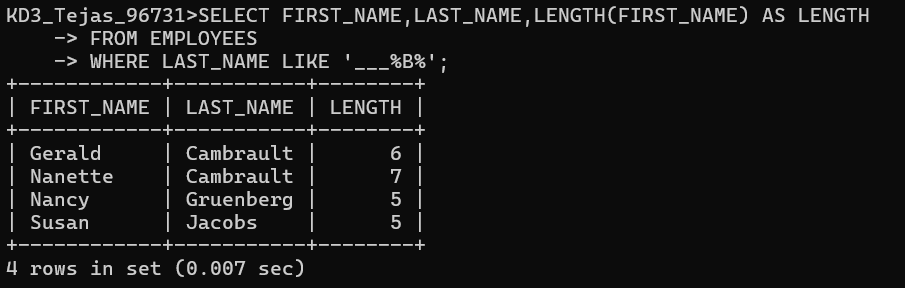 KD3_Tejas_96731>SELECT FIRST_NAME,LAST_NAME,LENGTH(FIRST_NAME) AS LENGTH
    -> FROM EMPLOYEES
    -> WHERE LAST_NAME LIKE '___%B%';
+------------+-----------+--------+
| FIRST_NAME | LAST_NAME | LENGTH |
+------------+-----------+--------+
| Gerald     | Cambrault |      6 |
| Nanette    | Cambrault |      7 |
| Nancy      | Gruenberg |      5 |
| Susan      | Jacobs    |      5 |
+------------+-----------+--------+
4 rows in set (0.007 sec)